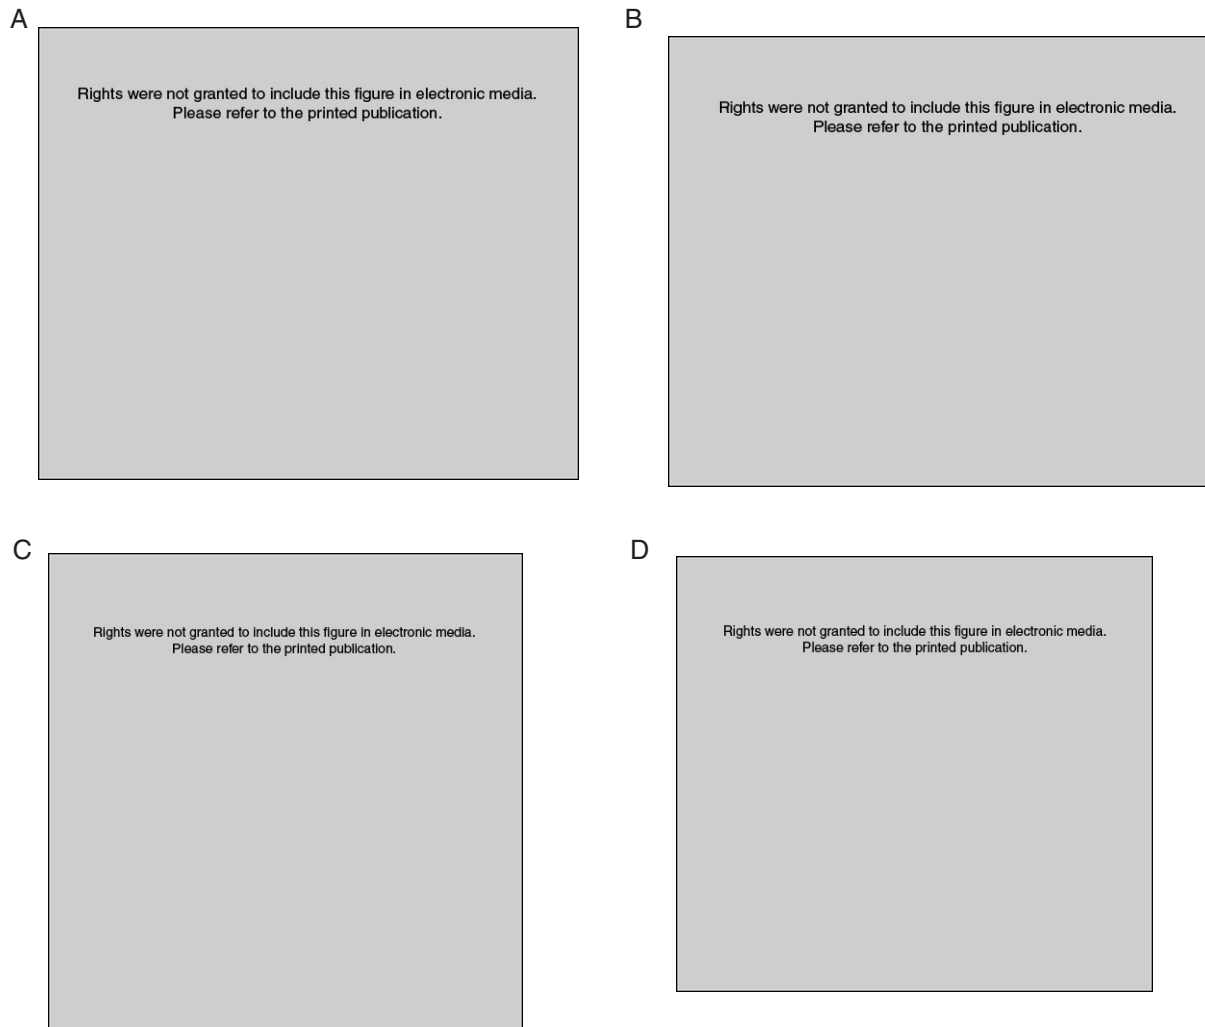 A
Rights were not granted to include this figure in electronic media.
Please refer to the printed publication.
B
Rights were not granted to include this figure in electronic media.
Please refer to the printed publication.
C
Rights were not granted to include this figure in electronic media.
Please refer to the printed publication.
D
Rights were not granted to include this figure in electronic media.
Please refer to the printed publication.